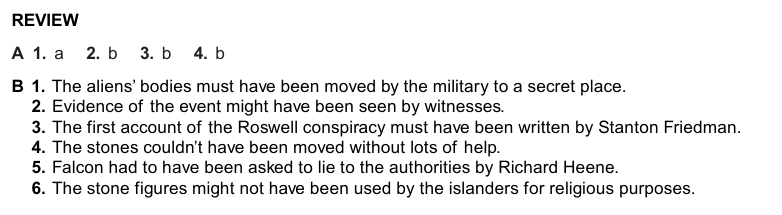 REVIEW
A 1. a 2. b 3. b 4. b
B 1. The aliens' bodies must have been moved by the military to a secret place.
2. Evidence of the event might have been seen by witnesses.
3. The first account of the Roswell conspiracy must have been written by Stanton Friedman.
4. The stones couldn't have been moved without lots of help.
5. Falcon had to have been asked to lie to the authorities by Richard Heene.
6. The stone figures might not have been used by the islanders for religious purposes.